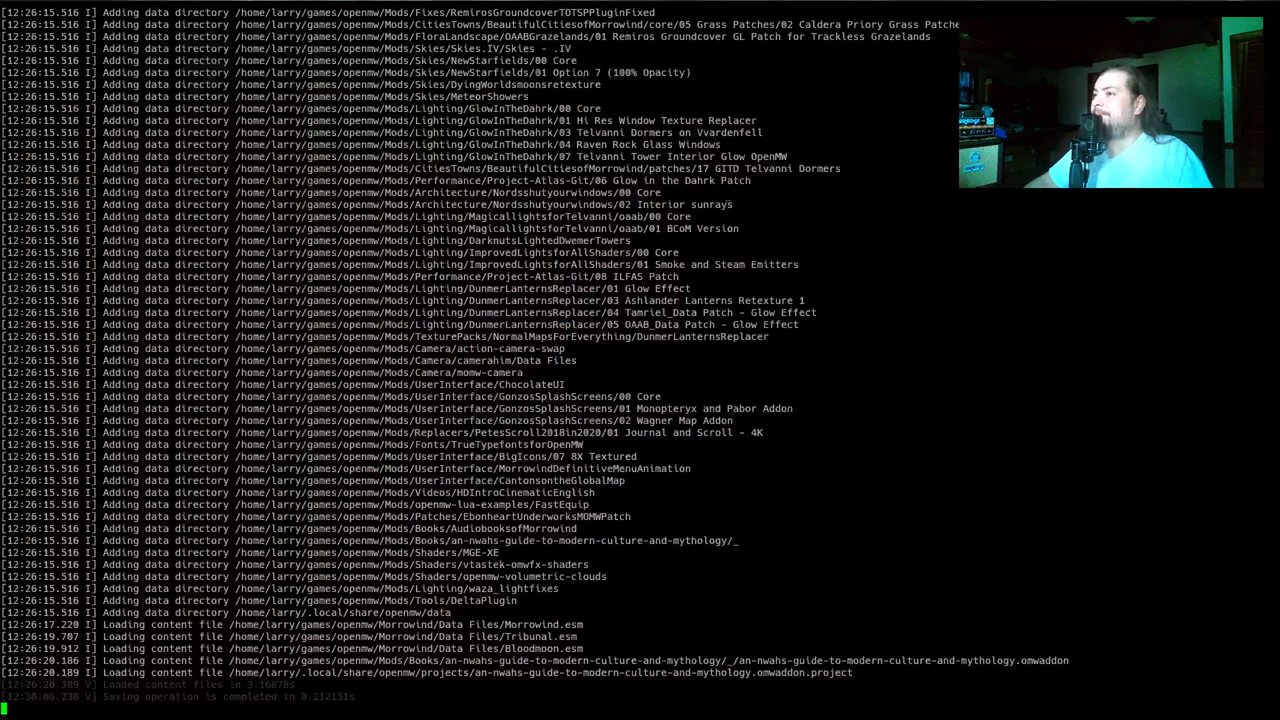 [12:26:15.516 I] Adding data directory /home/larry/games/openmw/Mods/Fixes/RemirosGroundcoverTOTSPPluginFixed
[12:26:15.516 I] Adding data directory /home/larry/games/openmw/Mods/CitiesTowns/BeautifulCitiesofMorrowind/core/05 Grass Patches/02 Caldera Priory Grass Patche
[12:26:15.516 I] Adding data directory /home/larry/games/openmw/Mods/FloraLandscape/OAABGrazelands/01 Remiros Groundcover GL Patch for Trackless Grazelands
[12:26:15.516 I] Adding data directory /home/larry/games/openmw/Mods/Skies/Skies.IV/Skies - .IV
[12:26:15.516 I] Adding data directory /home/larry/games/openmw/Mods/Skies/NewStarfields/00 Core
[12:26:15.516 I] Adding data directory /home/larry/games/openmw/Mods/Skies/NewStarfields/01 Option 7 (100% Opacity)
[12:26:15.516 I] Adding data directory /home/larry/games/openmw/Mods/Skies/DyingWorldsmoonsretexture
[12:26:15.516 I] Adding data directory /home/larry/games/openmw/Mods/Skies/MeteorShowers
[12:26:15.516 I] Adding data directory /home/larry/games/openmw/Mods/Lighting/GlowInTheDahrk/00 Core
[12:26:15.516 I] Adding data directory /home/larry/games/openmw/Mods/Lighting/GlowInTheDahrk/01 Hi Res Window Texture Replacer
[12:26:15.516 I] Adding data directory /home/larry/games/openmw/Mods/Lighting/GlowInTheDahrk/03 Telvanni Dormers on Vvardenfell
[12:26:15.516 I] Adding data directory /home/larry/games/openmw/Mods/Lighting/GlowInTheDahrk/04 Raven Rock Glass Windows
[12:26:15.516 I] Adding data directory /home/larry/games/openmw/Mods/Lighting/GlowInTheDahrk/07 Telvanni Tower Interior Glow OpenMW
[12:26:15.516 I] Adding data directory /home/larry/games/openmw/Mods/CitiesTowns/BeautifulCitiesofMorrowind/patches/17 GITD Telvanni Dormers
[12:26:15.516 I] Adding data directory /home/larry/games/openmw/Mods/Performance/Project-Atlas-Git/06 Glow in the Dahrk Patch
[12:26:15.516 I] Adding data directory /home/larry/games/openmw/Mods/Architecture/Nordsshutyourwindows/00 Core
[12:26:15.516 I] Adding data directory /home/larry/games/openmw/Mods/Architecture/Nordsshutyourwindows/02 Interior sunrays
[12:26:15.516 I] Adding data directory /home/larry/games/openmw/Mods/Lighting/MagicallightsforTelvanni/oaab/00 Core
[12:26:15.516 I] Adding data directory /home/larry/games/openmw/Mods/Lighting/MagicallightsforTelvanni/oaab/01 BCoM Version
[12:26:15.516 I] Adding data directory /home/larry/games/openmw/Mods/Lighting/DarknutsLightedDwemerTowers
[12:26:15.516 I] Adding data directory /home/larry/games/openmw/Mods/Lighting/ImprovedLightsforAllShaders/00 Core
[12:26:15.516 I] Adding data directory /home/larry/games/openmw/Mods/Lighting/ImprovedLightsforAllShaders/01 Smoke and Steam Emitters
[12:26:15.516 I] Adding data directory /home/larry/games/openmw/Mods/Performance/Project-Atlas-Git/08 ILFAS Patch
[12:26:15.516 I] Adding data directory /home/larry/games/openmw/Mods/Lighting/DunmerLanternsReplacer/01 Glow Effect
[12:26:15.516 I] Adding data directory /home/larry/games/openmw/Mods/Lighting/DunmerLanternsReplacer/03 Ashlander Lanterns Retexture 1
[12:26:15.516 I] Adding data directory /home/larry/games/openmw/Mods/Lighting/DunmerLanternsReplacer/04 Tamriel_Data Patch - Glow Effect
[12:26:15.516 I] Adding data directory /home/larry/games/openmw/Mods/Lighting/DunmerLanternsReplacer/05 OAAB_Data Patch - Glow Effect
[12:26:15.516 I] Adding data directory /home/larry/games/openmw/Mods/TexturePacks/NormalMapsForEverything/DunmerLanternsReplacer
[12:26:15.516 I] Adding data directory /home/larry/games/openmw/Mods/Camera/action-camera-swap
[12:26:15.516 I] Adding data directory /home/larry/games/openmw/Mods/Camera/camerahim/Data Files
[12:26:15.516 I] Adding data directory /home/larry/games/openmw/Mods/Camera/momw-camera
[12:26:15.516 I] Adding data directory /home/larry/games/openmw/Mods/UserInterface/ChocolateUI
[12:26:15.516 I] Adding data directory /home/larry/games/openmw/Mods/UserInterface/GonzosSplashScreens/00 Core
[12:26:15.516 I] Adding data directory /home/larry/games/openmw/Mods/UserInterface/GonzosSplashScreens/01 Monopteryx and Pabor Addon
[12:26:15.516 I] Adding data directory /home/larry/games/openmw/Mods/UserInterface/GonzosSplashScreens/02 Wagner Map Addon
[12:26:15.516 I] Adding data directory /home/larry/games/openmw/Mods/Replacers/PetesScroll2018in2020/01 Journal and Scroll - 4K
[12:26:15.516 I] Adding data directory /home/larry/games/openmw/Mods/Fonts/TrueTypefontsforOpenMW
[12:26:15.516 I] Adding data directory /home/larry/games/openmw/Mods/UserInterface/BigIcons/07 8X Textured
[12:26:15.516 I] Adding data directory /home/larry/games/openmw/Mods/UserInterface/MorrowindDefinitiveMenuAnimation
[12:26:15.516 I] Adding data directory /home/larry/games/openmw/Mods/UserInterface/CantonsontheGlobalMap
[12:26:15.516 I] Adding data directory /home/larry/games/openmw/Mods/Videos/HDIntroCinematicEnglish
[12:26:15.516 I] Adding data directory /home/larry/games/openmw/Mods/openmw-lua-examples/FastEquip
[12:26:15.516 I] Adding data directory /home/larry/games/openmw/Mods/Patches/EbonheartUnderworksMOMWPatch
[12:26:15.516 I] Adding data directory /home/larry/games/openmw/Mods/Books/AudiobooksofMorrowind
[12:26:15.516 I] Adding data directory /home/larry/games/openmw/Mods/Books/an-nwahs-guide-to-modern-culture-and-mythology/_
[12:26:15.516 I] Adding data directory /home/larry/games/openmw/Mods/Shaders/MGE-XE
[12:26:15.516 I] Adding data directory /home/larry/games/openmw/Mods/Shaders/vtastek-omwfx-shaders
[12:26:15.516 I] Adding data directory /home/larry/games/openmw/Mods/Shaders/openmw-volumetric-clouds
[12:26:15.516 I] Adding data directory /home/larry/games/openmw/Mods/Lighting/waza_lightfixes
[12:26:15.516 I] Adding data directory /home/larry/games/openmw/Mods/Tools/DeltaPlugin
[12:26:15.516 I] Adding data directory /home/larry/.local/share/openmw/data
[12:26:17.220 I] Loading content file /home/larry/games/openmw/Morrowind/Data Files/Morrowind.esm
[12:26:19.707 I] Loading content file /home/larry/games/openmw/Morrowind/Data Files/Tribunal.esm
[12:26:19.912 I] Loading content file /home/larry/games/openmw/Morrowind/Data Files/Bloodmoon.esm
[12:26:20.186 I] Loading content file /home/larry/games/openmw/Mods/Books/an-nwahs-guide-to-modern-culture-and-mythology/_/an-nwahs-guide-to-modern-culture-and-mythology.omwaddon
[12:26:20.189 I] Loading content file /home/larry/.local/share/openmw/projects/an-nwahs-guide-to-modern-culture-and-mythology.omwaddon.project
[12:26:20.189 V] Loaded content files in 3.16878s
[12:30:06.238 V] Saving operation is completed in 0.212151s